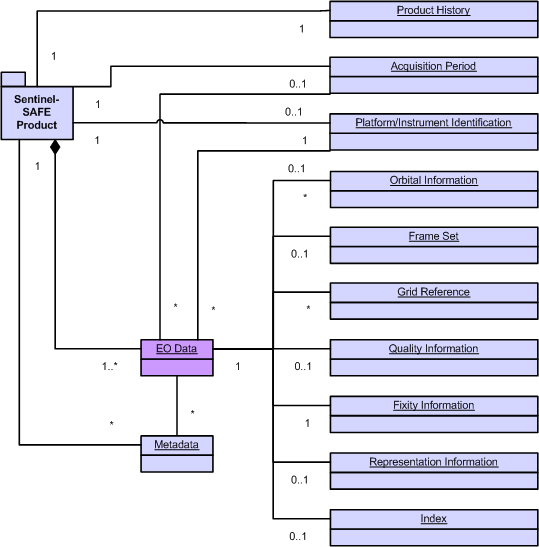 Product History
1
1
Acquisition Period
0..1
Sentinel-
SAFE
Product
1
0..1
Platform/Instrument Identification
1
1
1
0..1
Orbital Information
*
Frame Set
0..1
Grid Reference
*
*
*
EO Data
Quality Information
1..*
1
0..1
Fixity Information
*
*
1
Metadata
Representation Information
0..1
Index
0..1